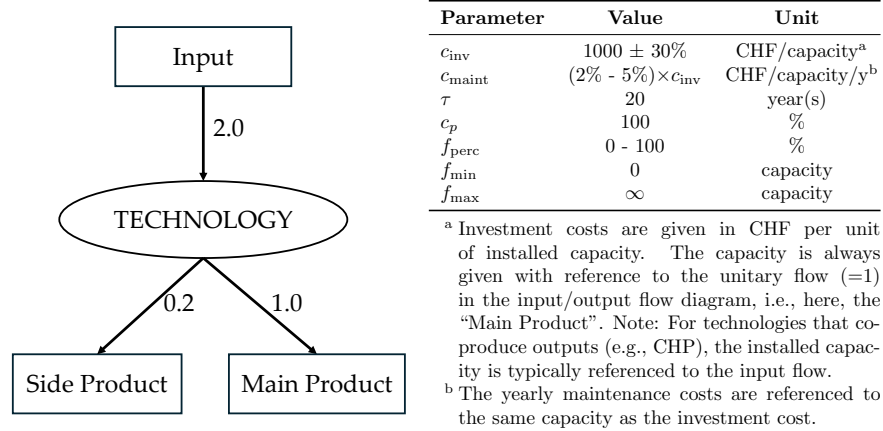 Input
2.0
TECHNOLOGY
0.2
1.0
Side Product
Main Product
Parameter Value Unit
c_inv 1000 ± 30% CHF/capacity^a
c_maint (2% - 5%)×c_inv CHF/capacity/y^b
τ 20 year(s)
c_p 100 %
f_perc 0 - 100 %
f_min 0 capacity
f_max ∞ capacity
^a Investment costs are given in CHF per unit
of installed capacity. The capacity is always
given with reference to the unitary flow (=1)
in the input/output flow diagram, i.e., here, the
“Main Product”. Note: For technologies that co-
produce outputs (e.g., CHP), the installed capac-
ity is typically referenced to the input flow.
^b The yearly maintenance costs are referenced to
the same capacity as the investment cost.